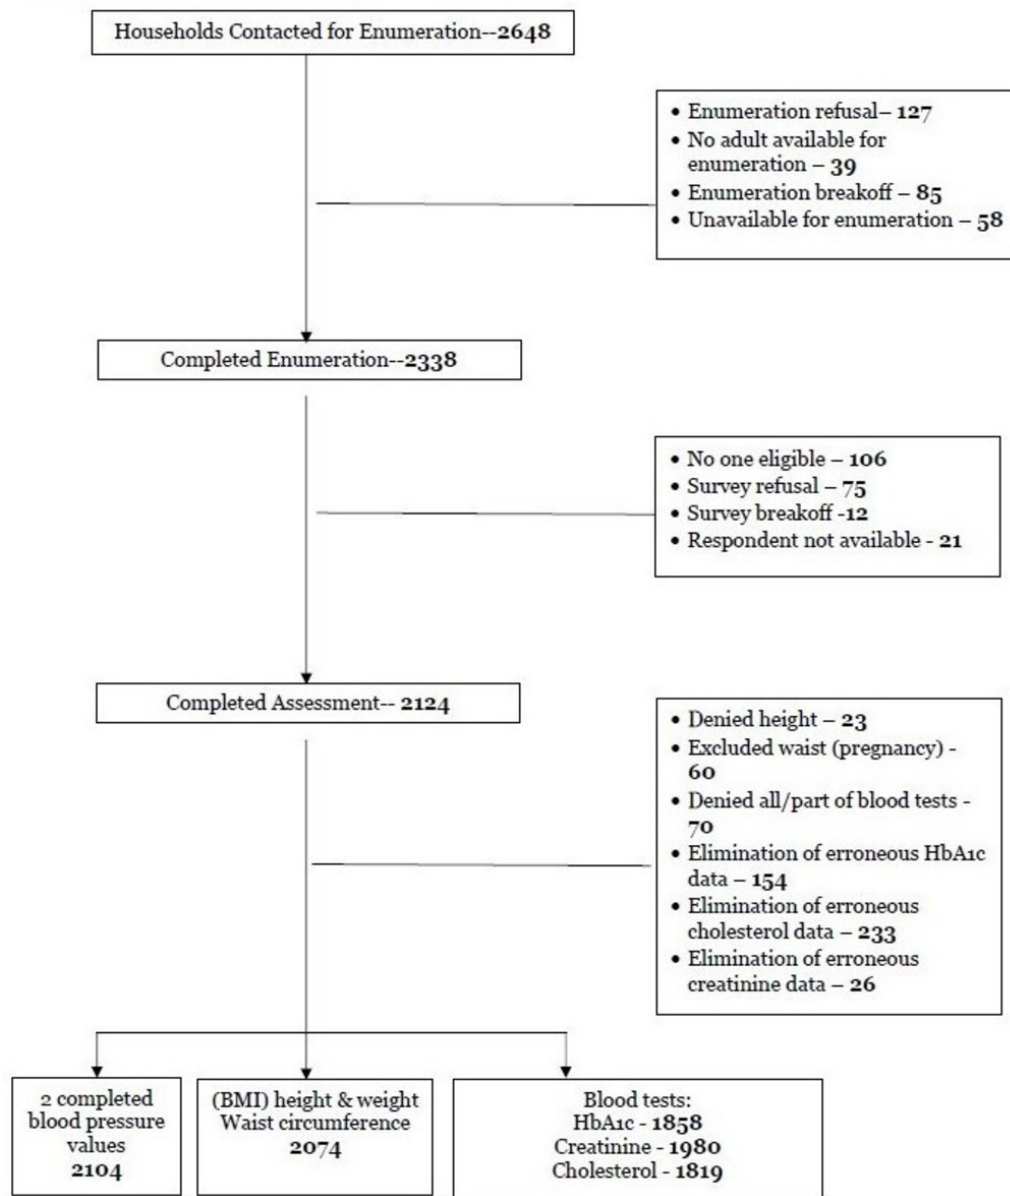 Households Contacted for Enumeration--2648
• Enumeration refusal– 127
• No adult available for
enumeration – 39
• Enumeration breakoff – 85
• Unavailable for enumeration – 58
Completed Enumeration--2338
• No one eligible – 106
• Survey refusal – 75
• Survey breakoff -12
• Respondent not available - 21
Completed Assessment-- 2124
• Denied height – 23
• Excluded waist (pregnancy) -
60
• Denied all/part of blood tests -
70
• Elimination of erroneous HbA1c
data – 154
• Elimination of erroneous
cholesterol data – 233
• Elimination of erroneous
creatinine data – 26
2 completed
blood pressure
values
2104
(BMI) height & weight
Waist circumference
2074
Blood tests:
HbA1c - 1858
Creatinine - 1980
Cholesterol - 1819